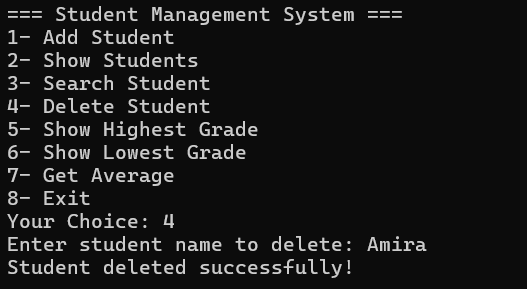 === Student Management System ===
1- Add Student
2- Show Students
3- Search Student
4- Delete Student
5- Show Highest Grade
6- Show Lowest Grade
7- Get Average
8- Exit
Your Choice: 4
Enter student name to delete: Amira
Student deleted successfully!